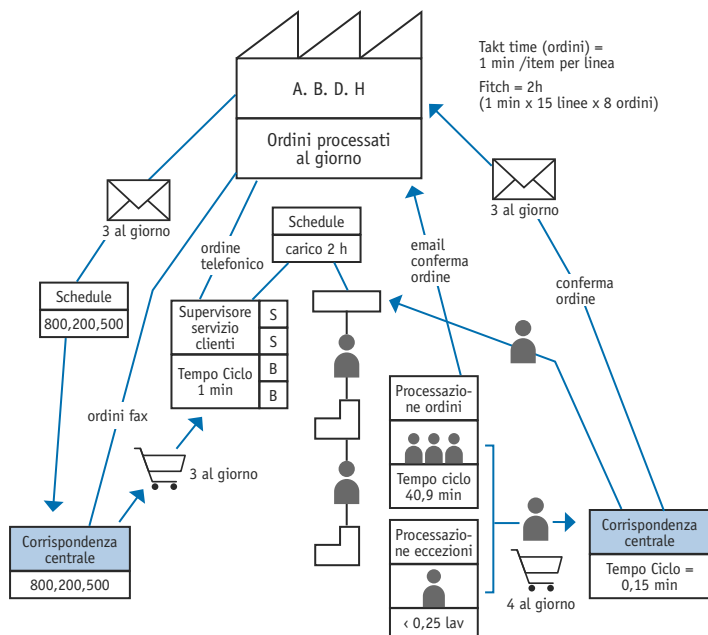 Takt time (ordini) =
1 min /item per linea
Fitch = 2h
(1 min x 15 linee x 8 ordini)
A. B. D. H
Ordini processati
al giorno
3 al giorno
3 al giorno
Schedule
carico 2 h
ordine
telefonico
email
conferma
ordine
conferma
ordine
Schedule
800,200,500
Supervisore
servizio
clienti
S
S
Tempo Ciclo
1 min
B
B
ordini fax
3 al giorno
Processazio-
ne ordini
Tempo ciclo
40,9 min
Processazio-
ne eccezioni
< 0,25 lav
4 al giorno
Corrispondenza
centrale
800,200,500
Corrispondenza
centrale
Tempo Ciclo =
0,15 min